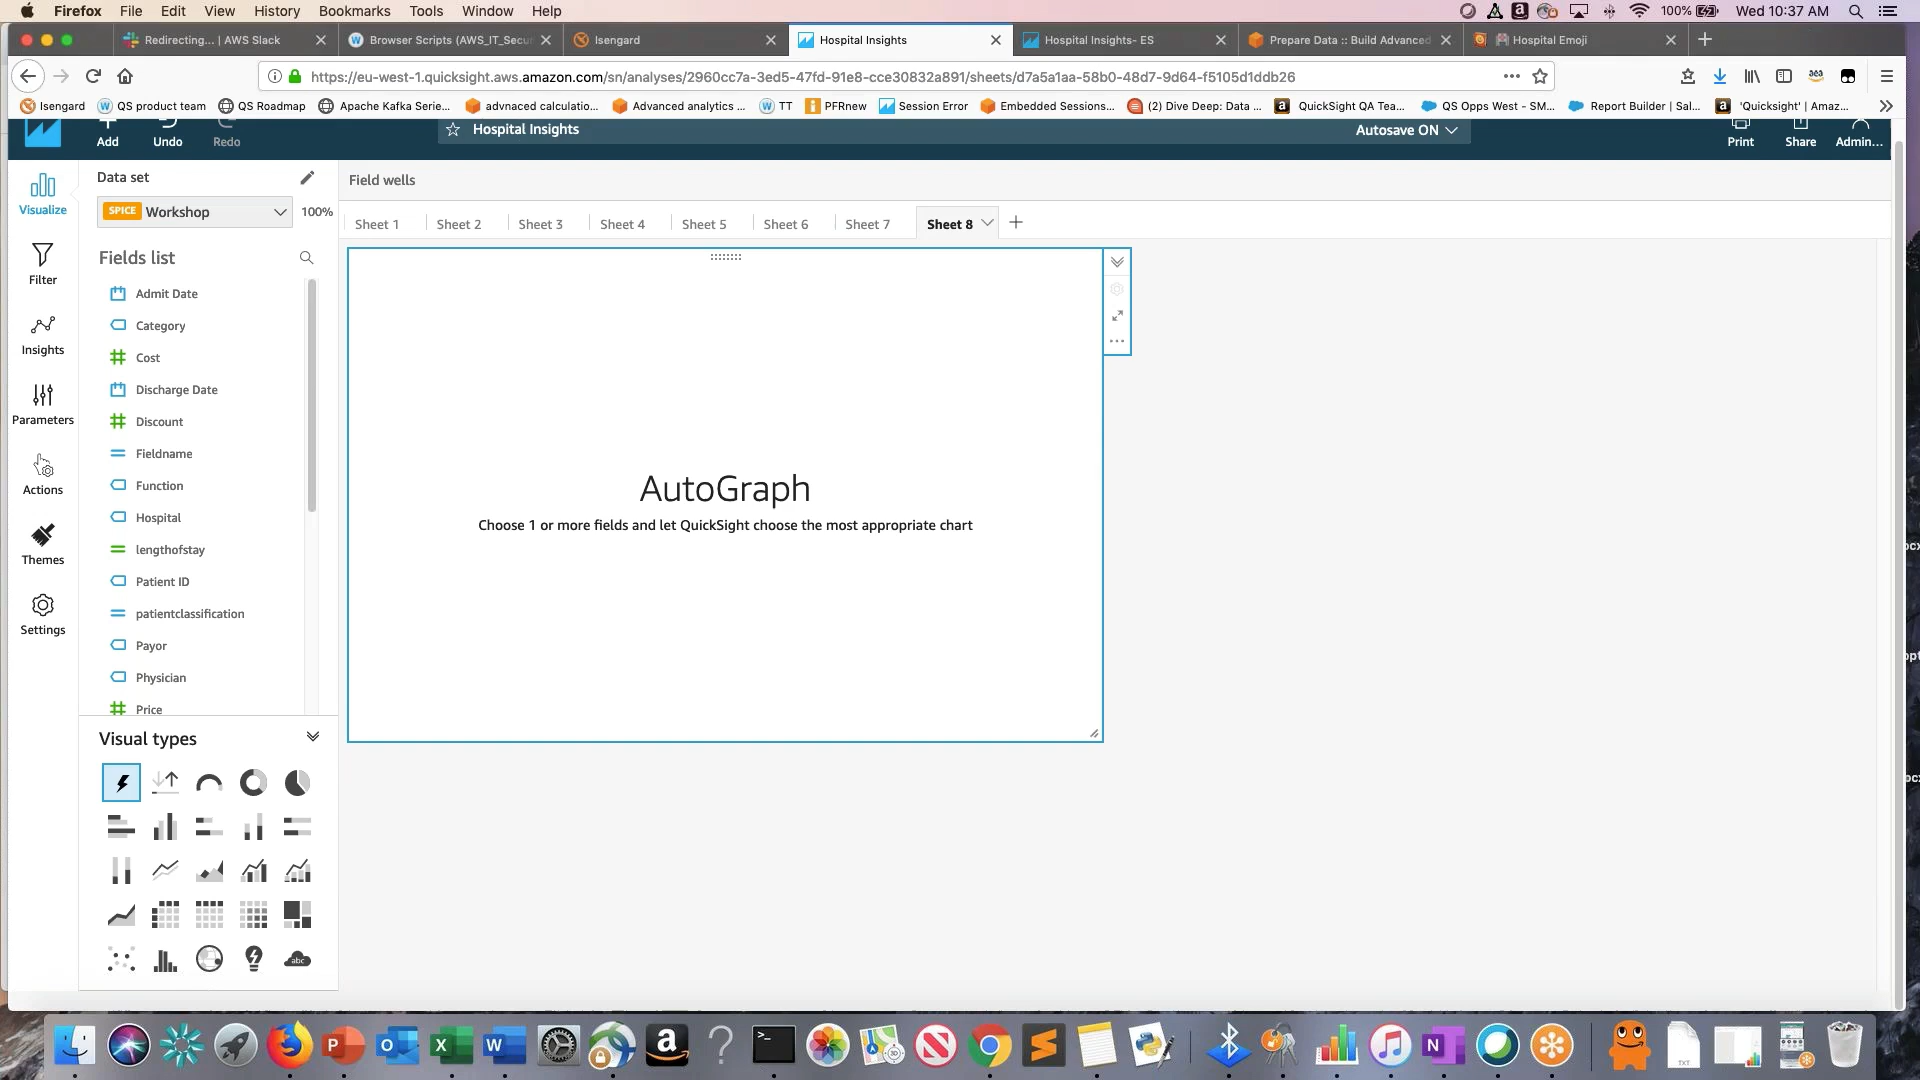 Firefox File Edit View History Bookmarks Tools Window Help 100% Wed 10:37 AM
Redirecting... | AWS Slack Browser Scripts (AWS_IT_Secu Isengard Hospital Insights Hospital Insights- ES Prepare Data :: Build Advanced Hospital Emoji
https://eu-west-1.quicksight.aws.amazon.com/sn/analyses/2960cc7a-3ed5-47fd-91e8-cce30832a891/sheets/d7a5a1aa-58b0-48d7-9d64-f5105d1ddb26
Isengard QS product team QS Roadmap Apache Kafka Serie... advnaced calculatio... Advanced analytics ... TT PFRnew Session Error Embedded Sessions... (2) Dive Deep: Data ... QuickSight QA Tea... QS Opps West - SM... Report Builder | Sal... 'Quicksight' | Amaz...
Add Undo Redo Hospital Insights Autosave ON Print Share Admin...
Data set
Field wells
SPICE Workshop 100%
Sheet 1 Sheet 2 Sheet 3 Sheet 4 Sheet 5 Sheet 6 Sheet 7 Sheet 8
Visualize
Filter
Insights
Parameters
Actions
Themes
Settings
Fields list
Admit Date
Category
Cost
Discharge Date
Discount
Fieldname
Function
Hospital
lengthofstay
Patient ID
patientclassification
Payor
Physician
Price
AutoGraph
Choose 1 or more fields and let QuickSight choose the most appropriate chart
Visual types
abc
TXT